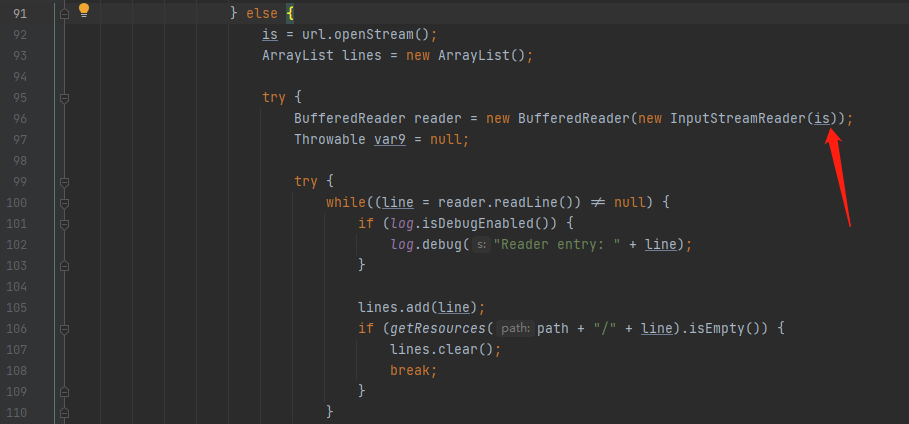 91 } else {
92 is = url.openStream();
93 ArrayList lines = new ArrayList();
94
95 try {
96 BufferedReader reader = new BufferedReader(new InputStreamReader(is));
97 Throwable var9 = null;
98
99 try {
100 while((line = reader.readLine()) ≠ null) {
101 if (log.isDebugEnabled()) {
102 log.debug( s: "Reader entry: " + line);
103 }
104
105 lines.add(line);
106 if (getResources( path: path + "/" + line).isEmpty()) {
107 lines.clear();
108 break;
109 }
110 }